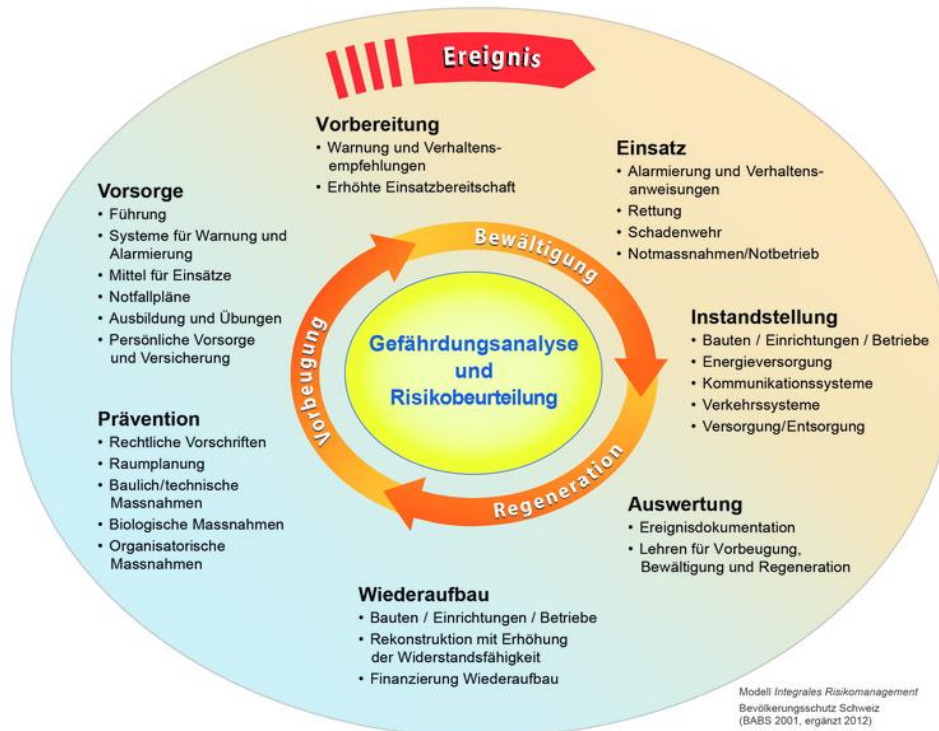 Ereignis
Vorbereitung
• Warnung und Verhaltens-
empfehlungen
• Erhöhte Einsatzbereitschaft
Einsatz
• Alarmierung und Verhaltens-
anweisungen
• Rettung
• Schadenwehr
• Notmassnahmen/Notbetrieb
Instandstellung
• Bauten / Einrichtungen / Betriebe
• Energieversorgung
• Kommunikationssysteme
• Verkehrssysteme
• Versorgung/Entsorgung
Auswertung
• Ereignisdokumentation
• Lehren für Vorbeugung,
Bewältigung und Regeneration
Wiederaufbau
• Bauten / Einrichtungen / Betriebe
• Rekonstruktion mit Erhöhung
der Widerstandsfähigkeit
• Finanzierung Wiederaufbau
Prävention
• Rechtliche Vorschriften
• Raumplanung
• Baulich/technische
Massnahmen
• Biologische Massnahmen
• Organisatorische
Massnahmen
Vorsorge
• Führung
• Systeme für Warnung und
Alarmierung
• Mittel für Einsätze
• Notfallpläne
• Ausbildung und Übungen
• Persönliche Vorsorge
und Versicherung
Bewältigung
Regeneration
Vorbeugung
Gefährdungsanalyse
und
Risikobeurteilung
Modell Integrales Risikomanagement
Bevölkerungsschutz Schweiz
(BABS 2001, ergänzt 2012)